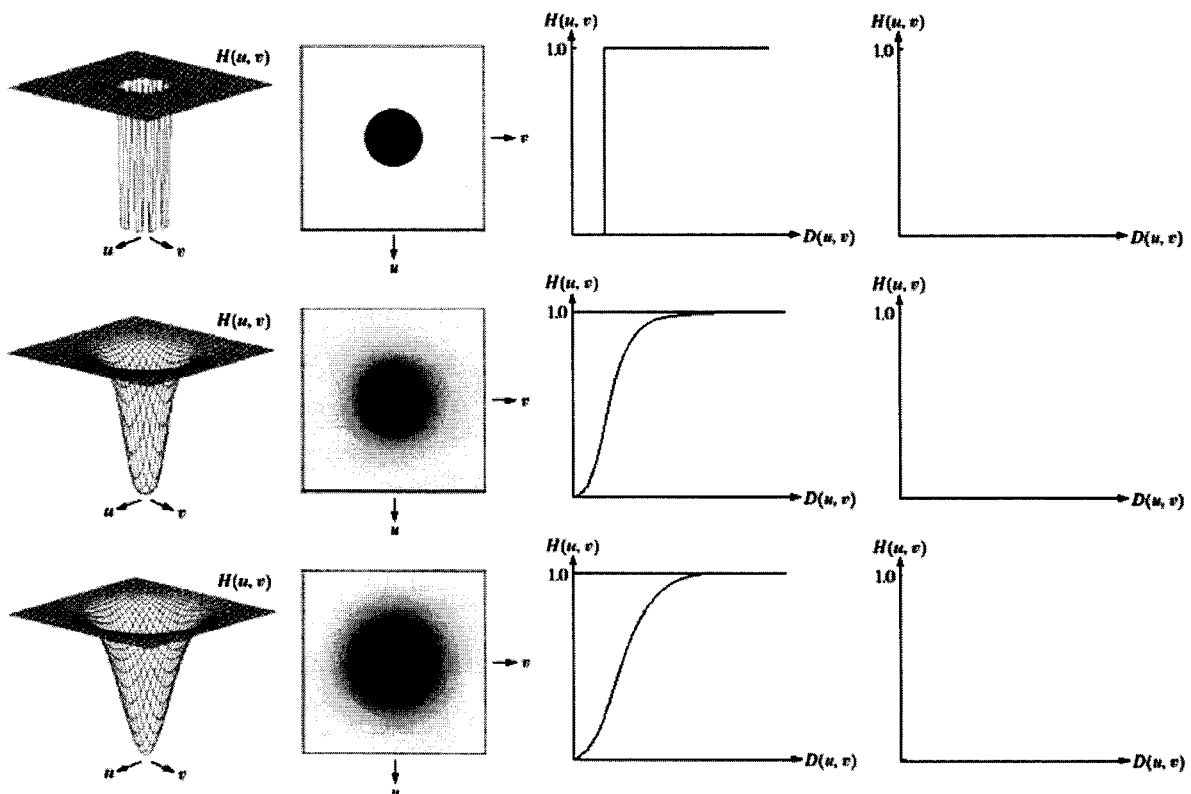 H(u, v)
u
v
v
u
H(u, v)
1.0
D(u, v)
H(u, v)
1.0
D(u, v)
H(u, v)
u
v
v
u
H(u, v)
1.0
D(u, v)
H(u, v)
1.0
D(u, v)
H(u, v)
u
v
v
u
H(u, v)
1.0
D(u, v)
H(u, v)
1.0
D(u, v)